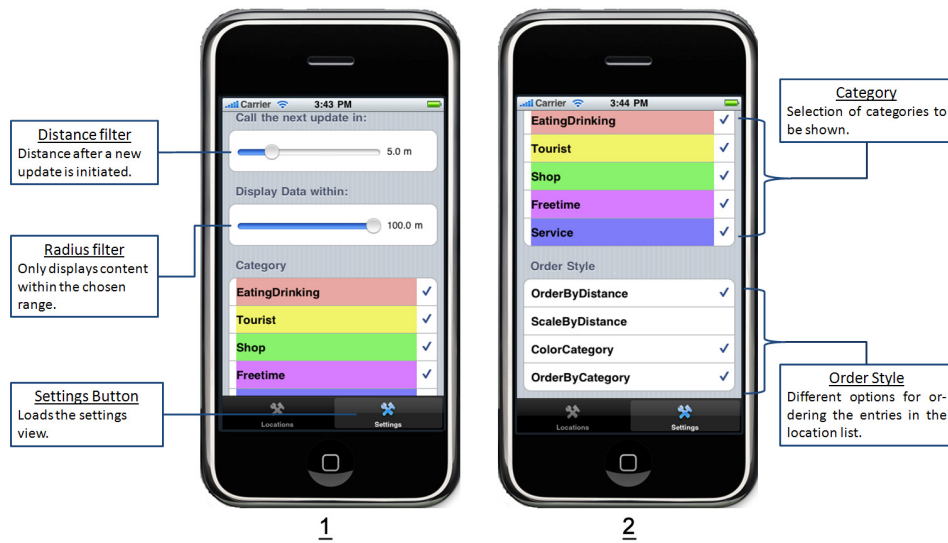 Distance filter
Distance after a new
update is initiated.
Radius filter
Only displays content
within the chosen
range.
Settings Button
Loads the settings
view.
Carrier 3:43 PM
Call the next update in:
5.0 m
Display Data within:
100.0 m
Category
EatingDrinking
Tourist
Shop
Freetime
Locations
Settings
1
Carrier 3:44 PM
EatingDrinking
Tourist
Shop
Freetime
Service
Order Style
OrderByDistance
ScaleByDistance
ColorCategory
OrderByCategory
Locations
Settings
2
Category
Selection of categories to
be shown.
Order Style
Different options for or-
dering the entries in the
location list.